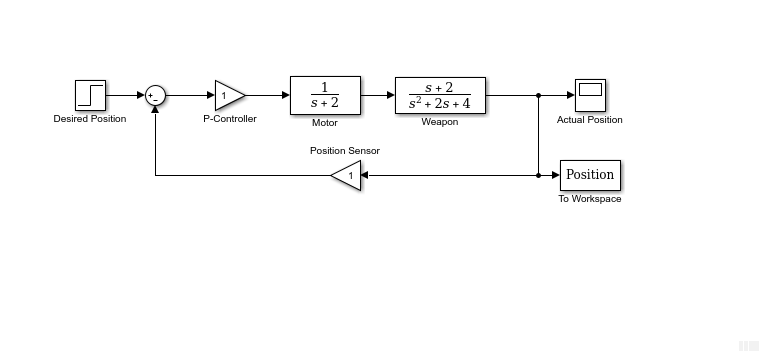 Desired Position
+
−
1
P-Controller
1
s + 2
Motor
s + 2
s² + 2s + 4
Weapon
Actual Position
Position Sensor
1
Position
To Workspace